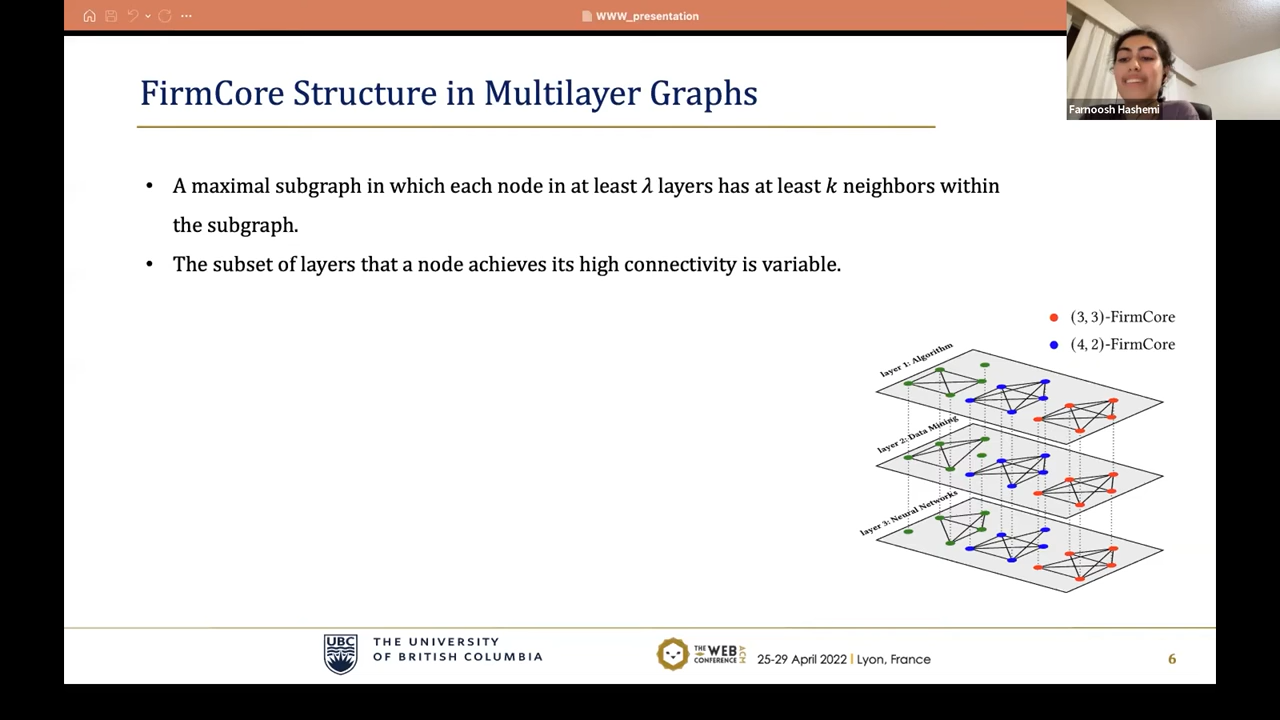 WWW_presentation
Farnoosh Hashemi
FirmCore Structure in Multilayer Graphs
• A maximal subgraph in which each node in at least λ layers has at least k neighbors within
the subgraph.
• The subset of layers that a node achieves its high connectivity is variable.
(3, 3)-FirmCore
(4, 2)-FirmCore
layer 1: Algorithm
layer 2: Data Mining
layer 3: Neural Networks
UBC
THE UNIVERSITY
OF BRITISH COLUMBIA
THE WEB
CONFERENCE
ACM
25-29 April 2022 | Lyon, France
6